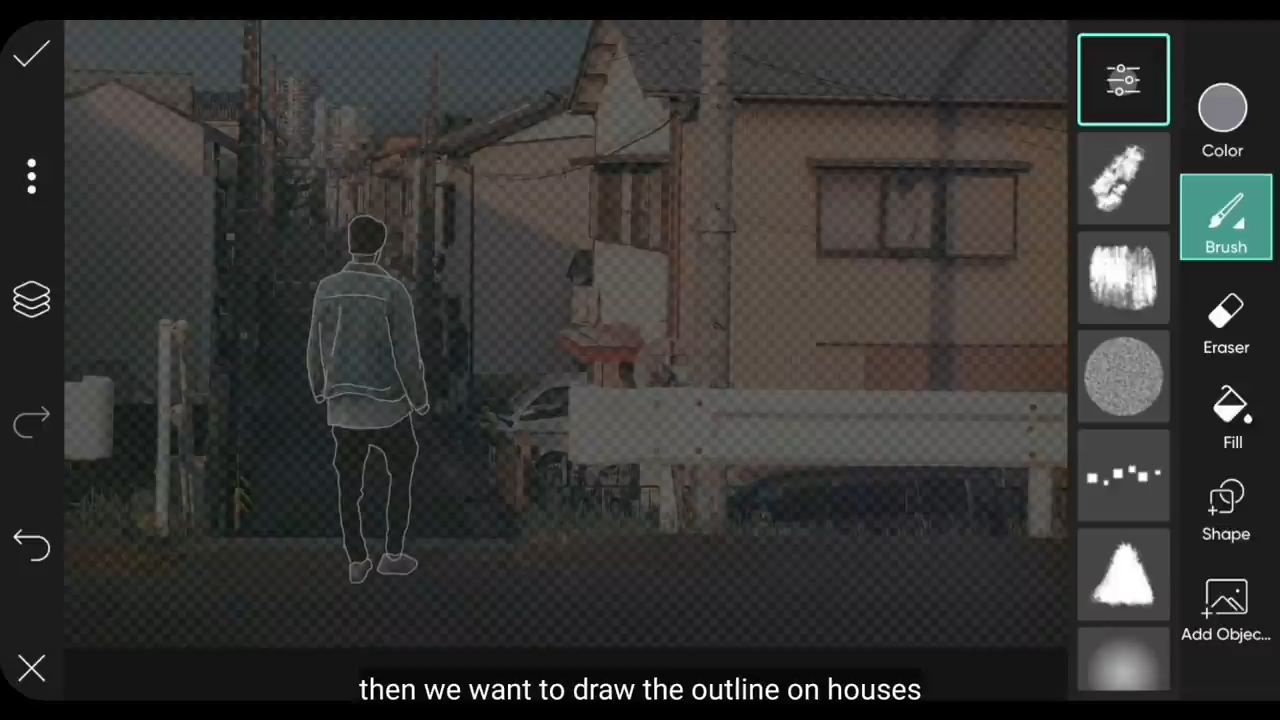 Color
Brush
Eraser
Fill
Shape
Add Objec...
then we want to draw the outline on houses